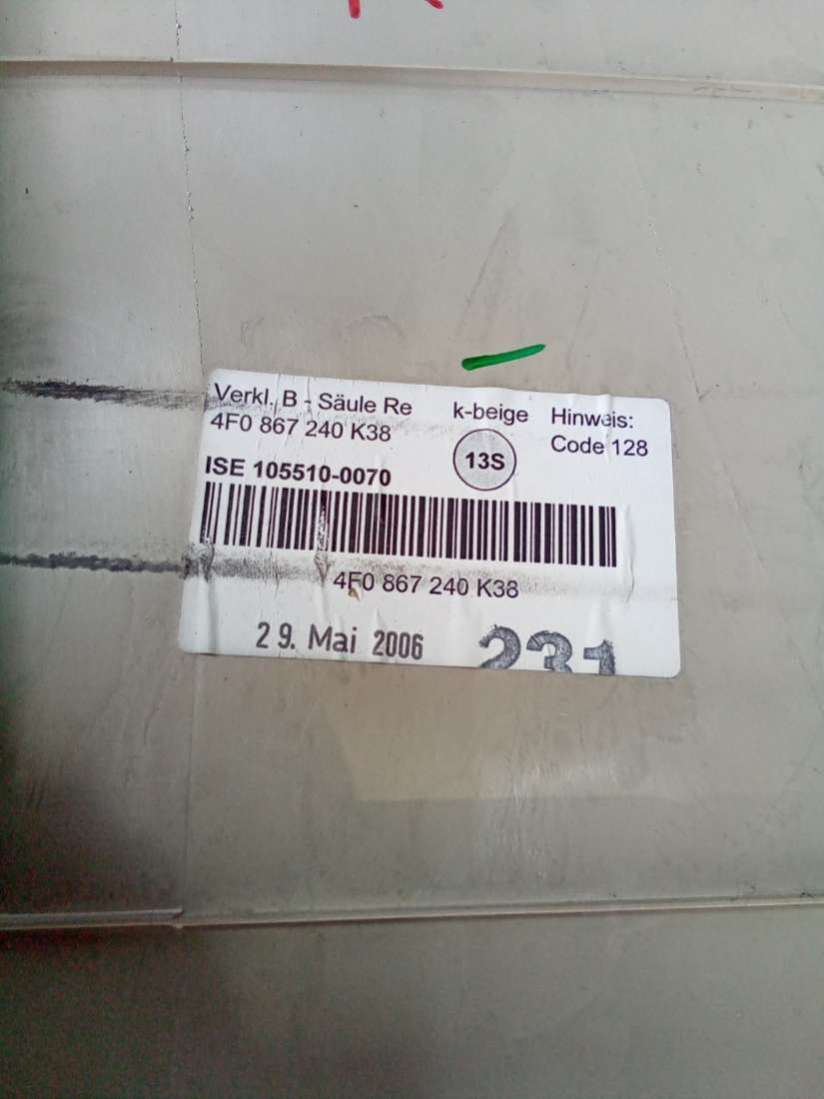 Verkl. B - Säule Re
k-beige
Hinweis:
4F0 867 240 K38
13S
Code 128
ISE 105510-0070
4F0 867 240 K38
29. Mai 2006
231